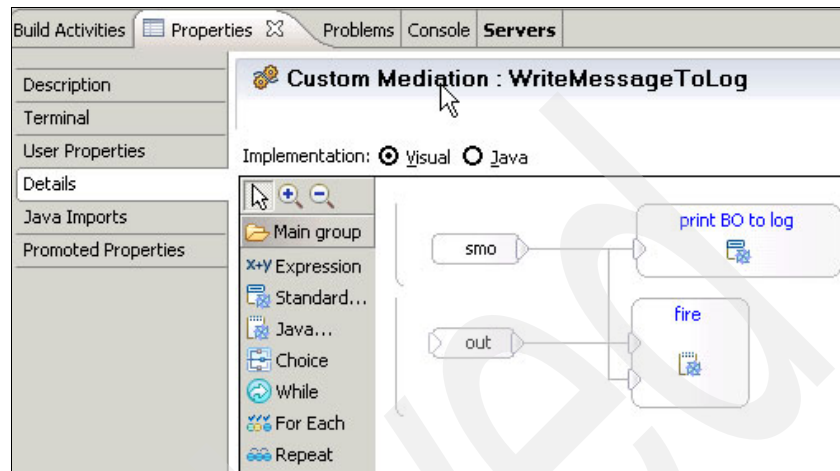 Build Activities Properties Problems Console Servers
Custom Mediation : WriteMessageToLog
Description
Terminal
User Properties
Details
Java Imports
Promoted Properties
Implementation: Visual Java
Main group
x+y Expression
Standard...
Java...
Choice
While
For Each
Repeat
smo
print BO to log
out
fire